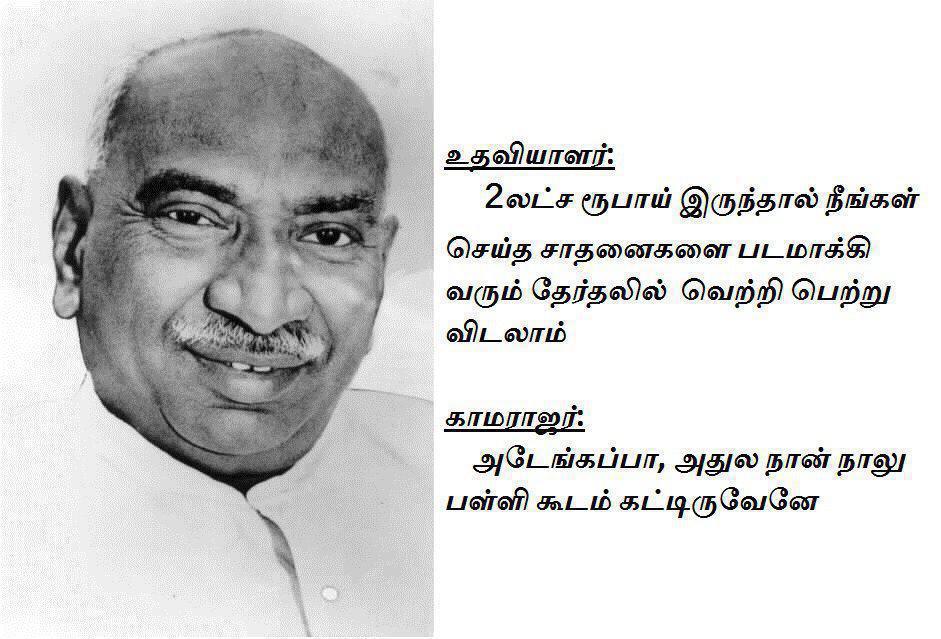 உதவியாளர்:
2லட்ச ரூபாய் இருந்தால் நீங்கள்
செய்த சாதனைகளை படமாக்கி
வரும் தேர்தலில் வெற்றி பெற்று
விடலாம்
காமராஜர்:
அடேங்கப்பா, அதுல நான் நாலு
பள்ளி கூடம் கட்டிருவேனே